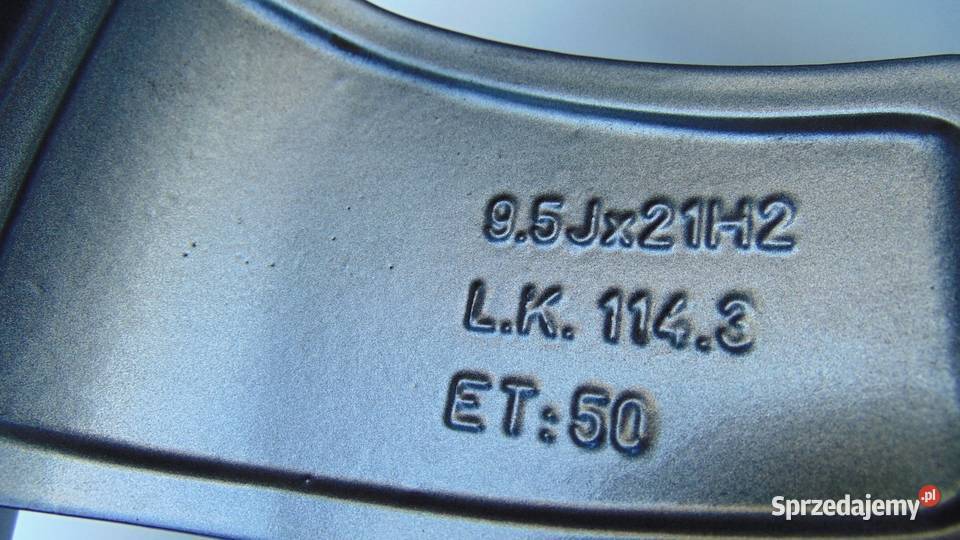 9.5Jx21H2
L.K. 114.3
ET:50
Sprzedajemy.pl